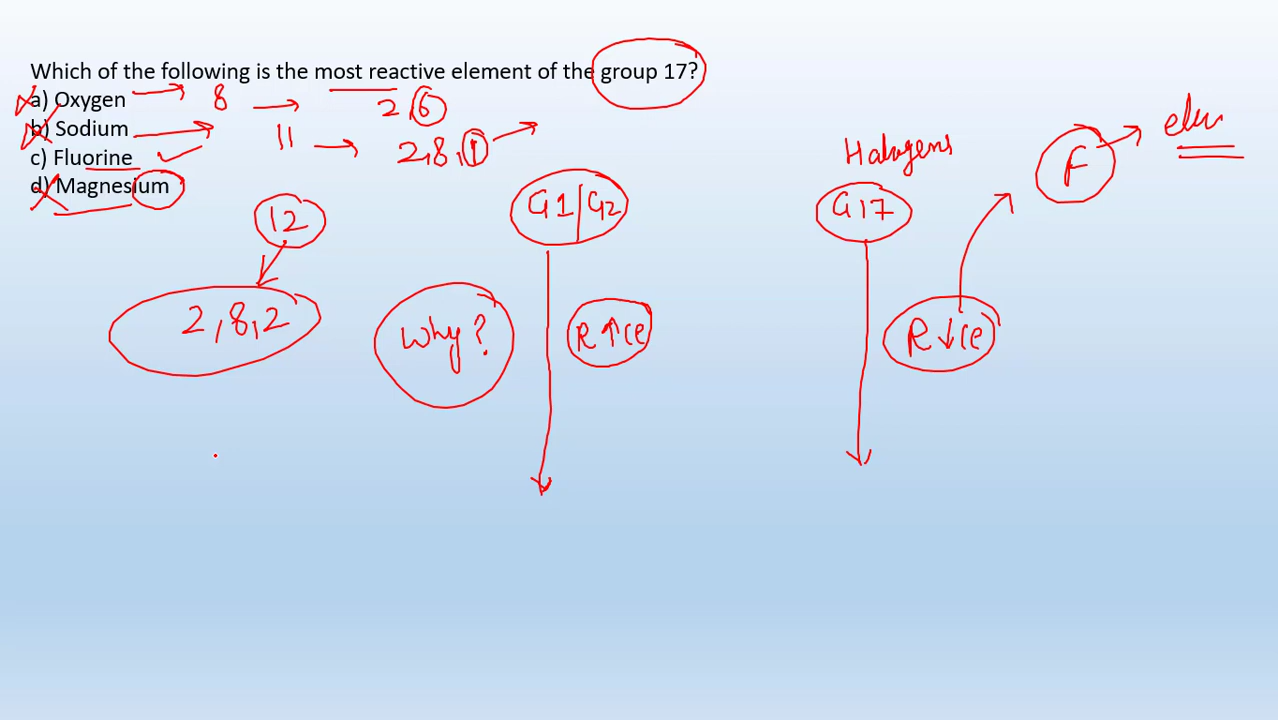 Which of the following is the most reactive element of the group 17?
a) Oxygen → 8 → 2,6
b) Sodium → 11 → 2,8,1 →
c) Fluorine ✓
d) Magnesium
Halogens
F →
12
G1/G2
G17
2,8,2
Why?
R↑ce
R↓ce